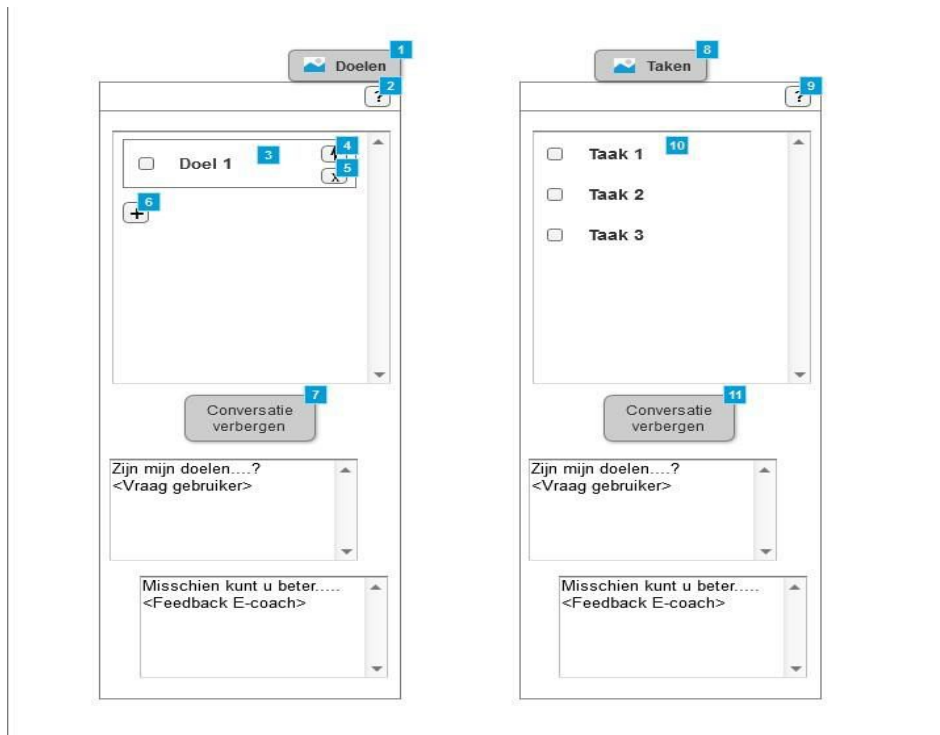 1
Doelen
2
?
3
4
Doel 1
5
x
6
+
7
Conversatie
verbergen
Zijn mijn doelen....?
<Vraag gebruiker>
Misschien kunt u beter.....
<Feedback E-coach>
8
Taken
9
?
10
Taak 1
Taak 2
Taak 3
11
Conversatie
verbergen
Zijn mijn doelen....?
<Vraag gebruiker>
Misschien kunt u beter.....
<Feedback E-coach>